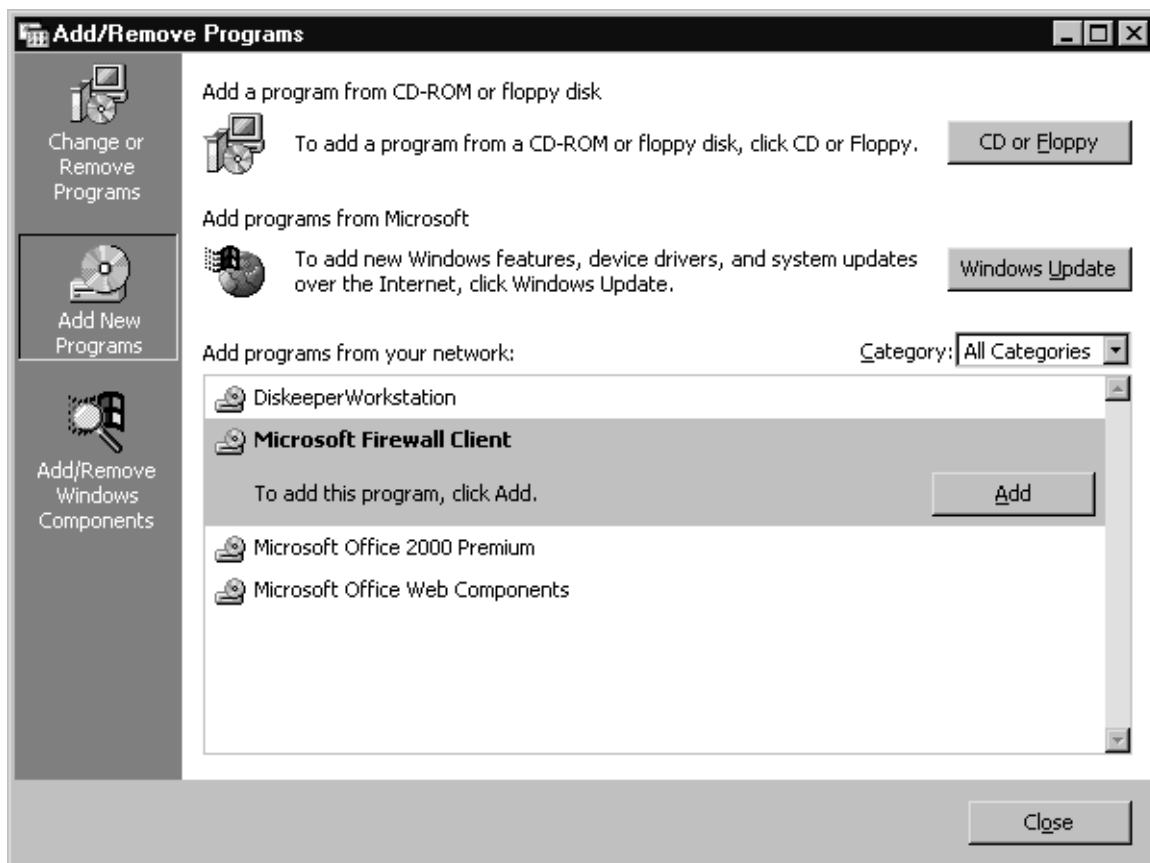 Add/Remove Programs
Change or
Remove
Programs
Add New
Programs
Add/Remove
Windows
Components
Add a program from CD-ROM or floppy disk
To add a program from a CD-ROM or floppy disk, click CD or Floppy.
CD or Floppy
Add programs from Microsoft
To add new Windows features, device drivers, and system updates
over the Internet, click Windows Update.
Windows Update
Add programs from your network:
Category: All Categories
DiskeeperWorkstation
Microsoft Firewall Client
To add this program, click Add.
Add
Microsoft Office 2000 Premium
Microsoft Office Web Components
Close